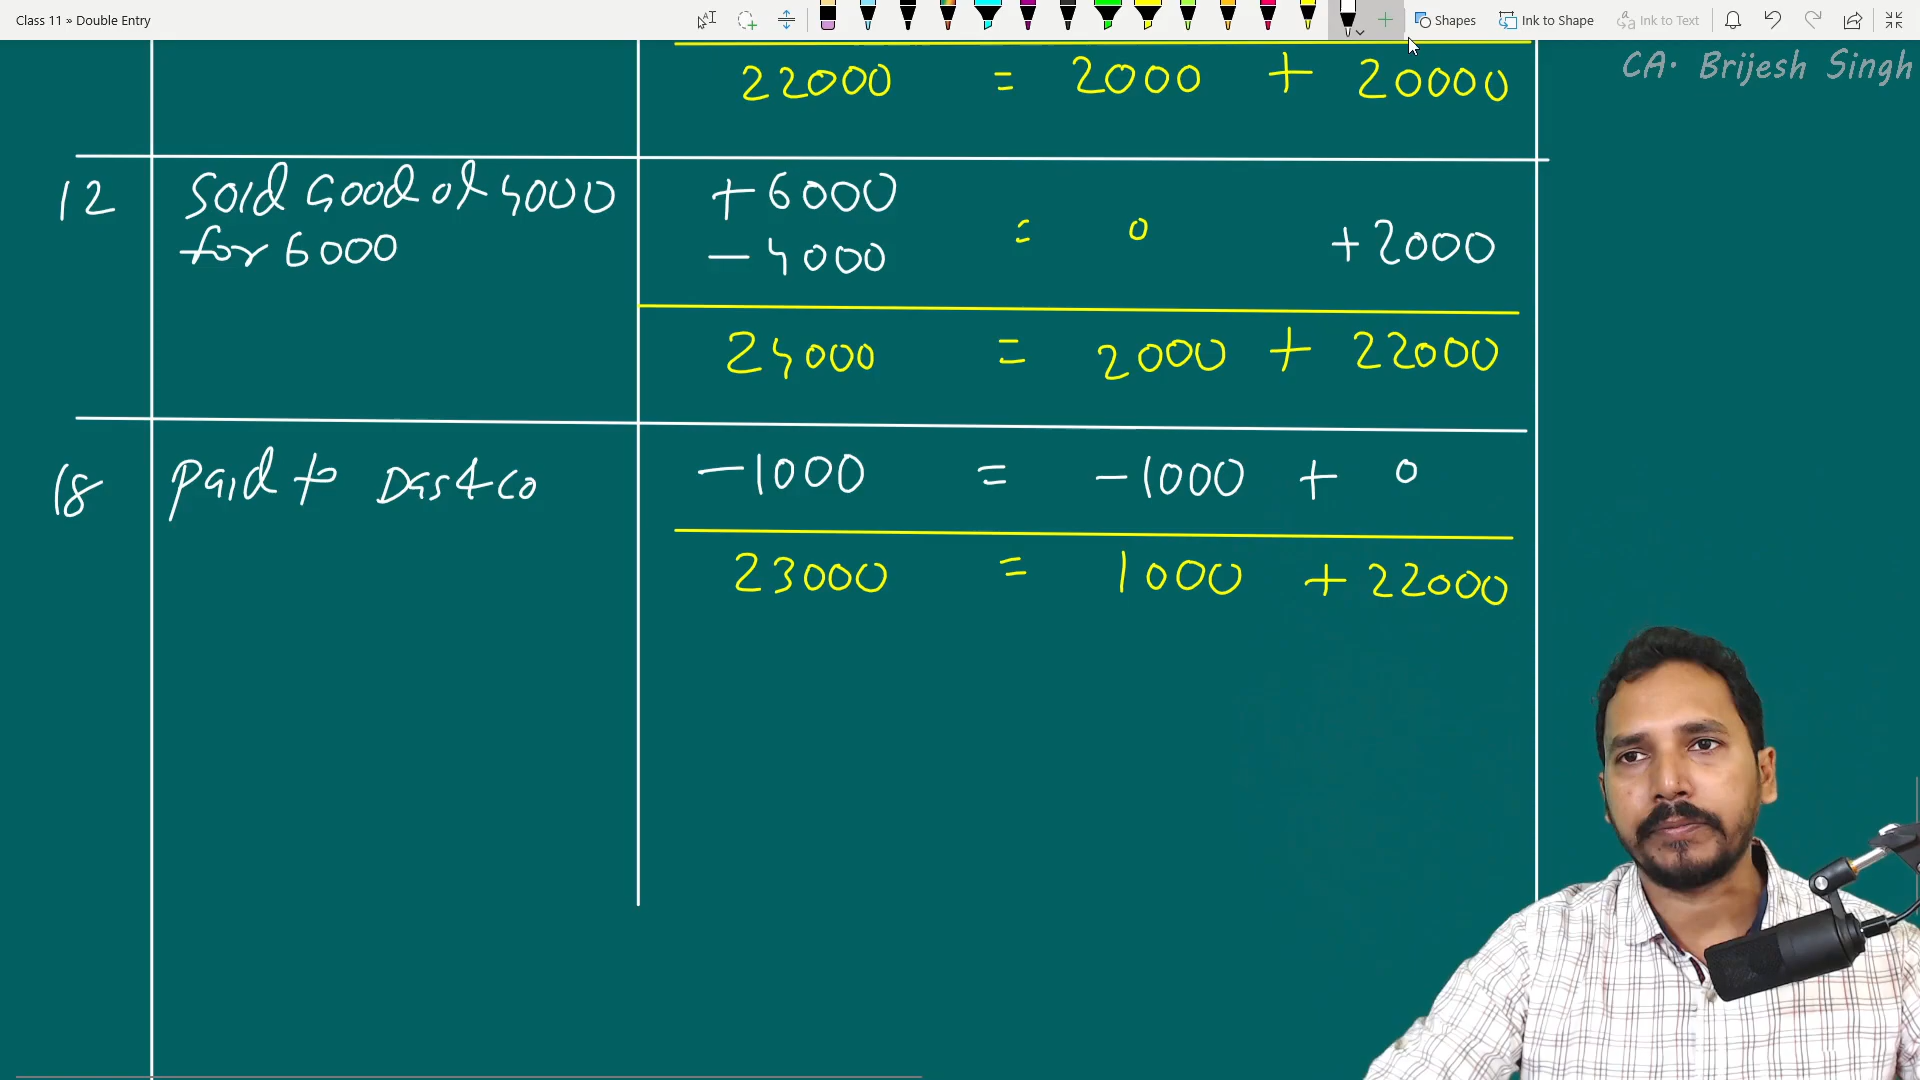 Class 11 » Double Entry
Shapes
Ink to Shape
Ink to Text
CA. Brijesh Singh
22000 = 2000 + 20000
12 Sold Good of 4000 +6000
for 6000 - 4000 = 0 +2000
24000 = 2000 + 22000
18 Paid to Das & Co -1000 = -1000 + 0
23000 = 1000 + 22000